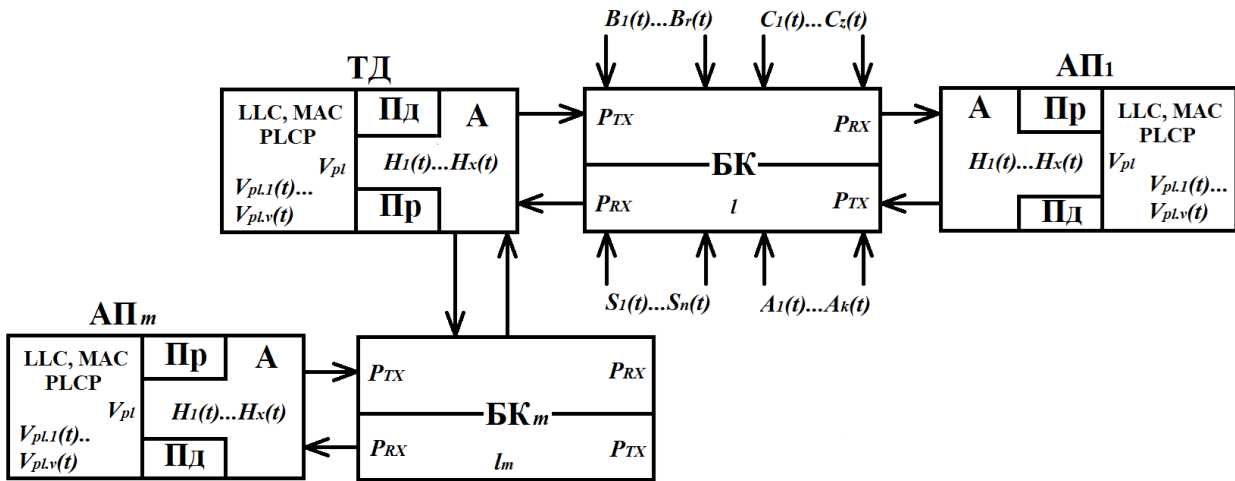 B1(t)...Br(t)
C1(t)...Cz(t)
ТД
LLC, MAC
PLCP
Vpl
Vpl.1(t)...
Vpl.v(t)
Пд
А
H1(t)...Hx(t)
Пр
PTX
PRX
БК
PRX
l
PTX
АП1
А
Пр
H1(t)...Hx(t)
Пд
LLC, MAC
PLCP
Vpl
Vpl.1(t)...
Vpl.v(t)
S1(t)...Sn(t)
A1(t)...Ak(t)
АПm
LLC, MAC
PLCP
Vpl
Vpl.1(t)..
Vpl.v(t)
Пр
А
H1(t)...Hx(t)
Пд
PTX
PRX
БКm
PRX
lm
PTX